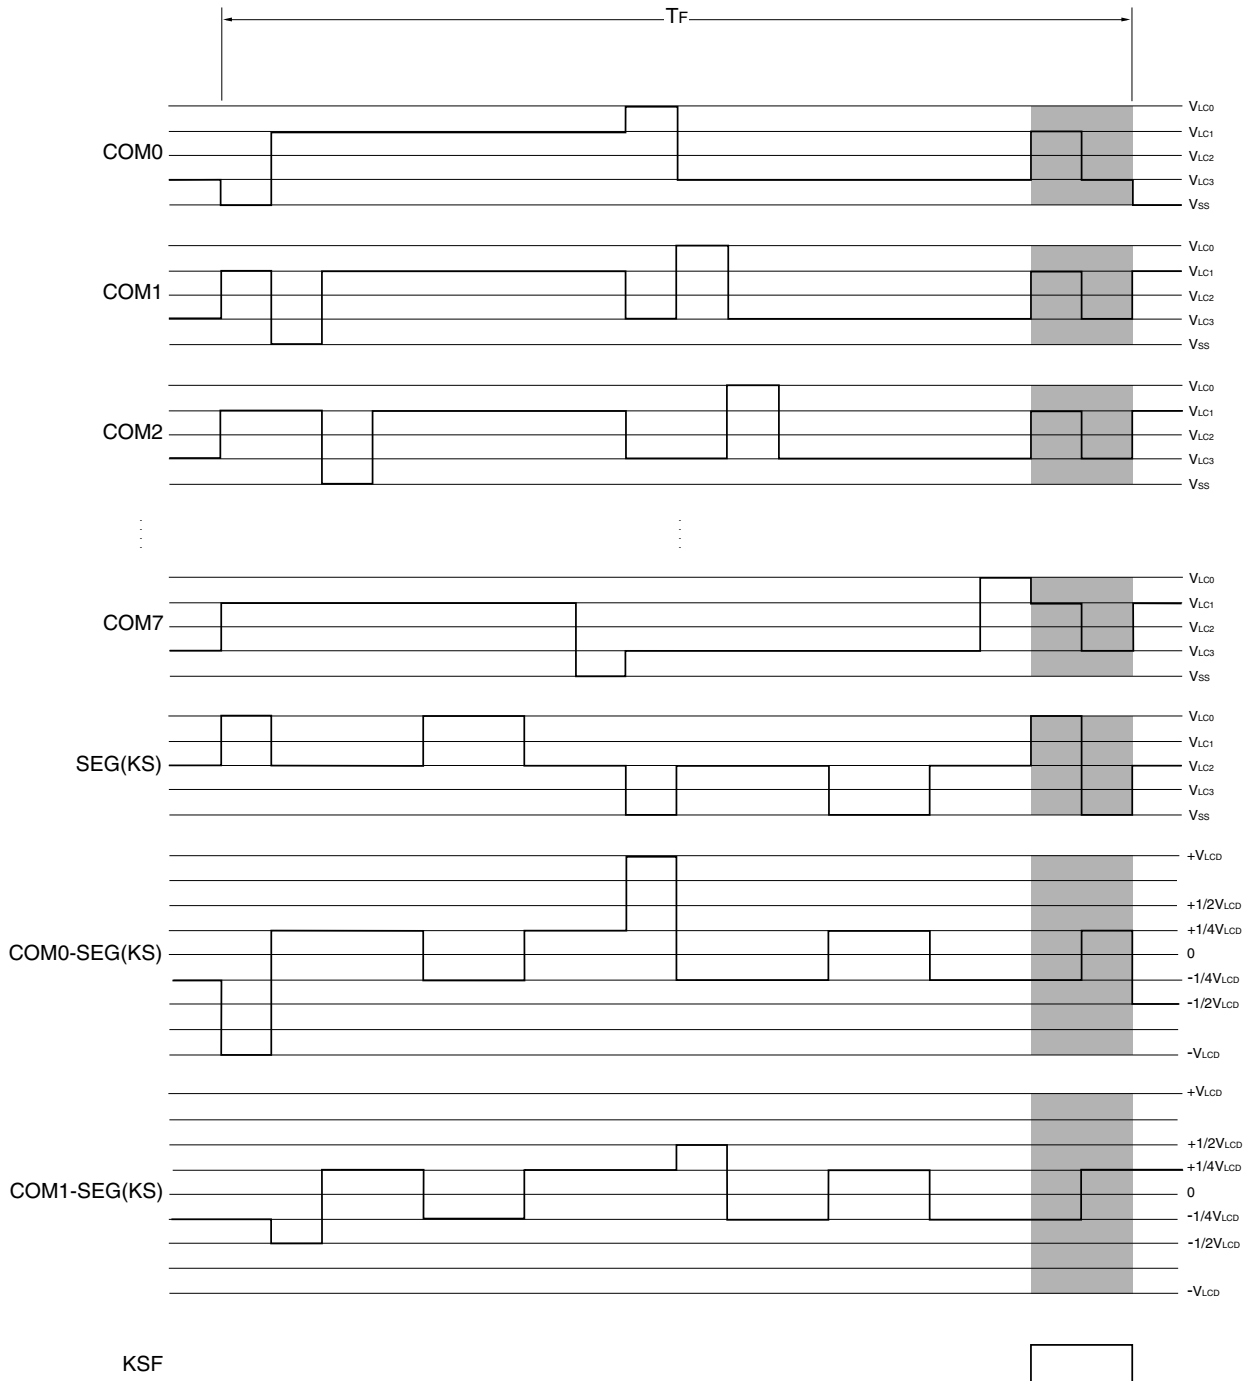 TF
VLC0
VLC1
COM0
VLC2
VLC3
VSS
VLC0
VLC1
COM1
VLC2
VLC3
VSS
VLC0
VLC1
COM2
VLC2
VLC3
VSS
VLC0
VLC1
COM7
VLC2
VLC3
VSS
VLC0
VLC1
SEG(KS)
VLC2
VLC3
VSS
+VLCD
+1/2VLCD
+1/4VLCD
COM0-SEG(KS)
0
-1/4VLCD
-1/2VLCD
-VLCD
+VLCD
+1/2VLCD
+1/4VLCD
COM1-SEG(KS)
0
-1/4VLCD
-1/2VLCD
-VLCD
KSF